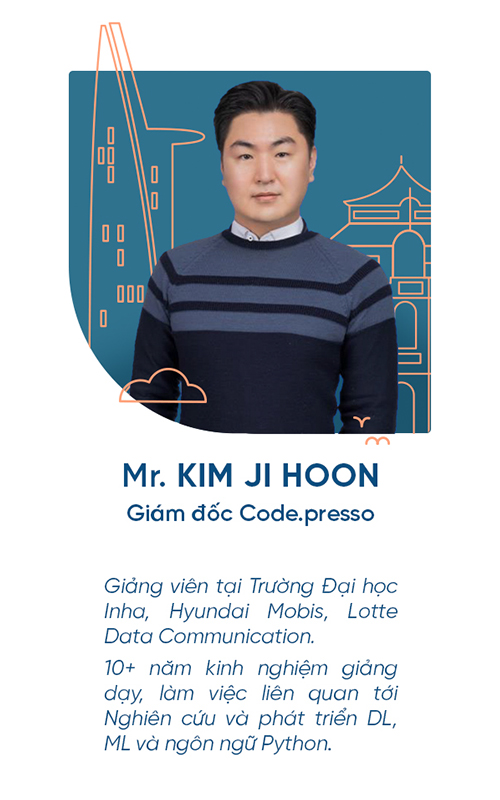 Mr. KIM JI HOON
Giám đốc Code.presso
Giảng viên tại Trường Đại học
Inha, Hyundai Mobis, Lotte
Data Communication.
10+ năm kinh nghiệm giảng
dạy, làm việc liên quan tới
Nghiên cứu và phát triển DL,
ML và ngôn ngữ Python.